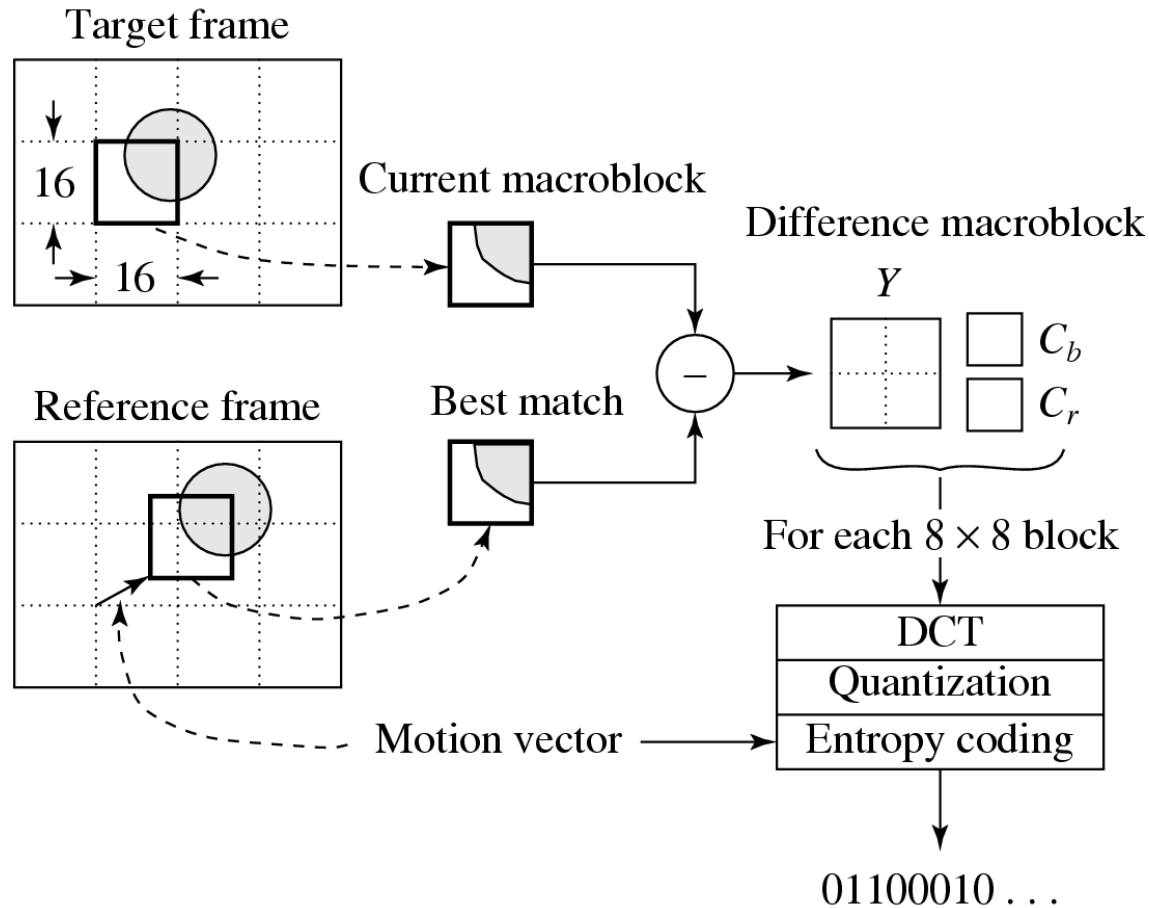 Target frame
16
16
Current macroblock
Difference macroblock
Y
C_b
C_r
−
Reference frame
Best match
For each 8 × 8 block
DCT
Quantization
Motion vector
Entropy coding
01100010 . . .